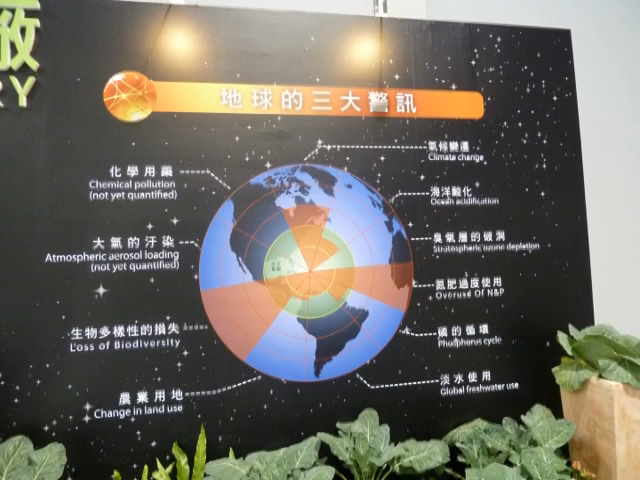 放
RY
地球的三大警訊
化學用藥
Chemical pollution
(not yet quantified)
大氣的汙染
Atmospheric aerosol loading
(not yet quantified)
生物多樣性的損失
Loss of Biodiversity
農業用地
Change in land use
氣候變遷
Climate change
海洋酸化
Ocean acidification
臭氧層的破洞
Stratospheric ozone depletion
氮肥過度使用
Overuse Of N&P
磷的循環
Phosphorus cycle
淡水使用
Global freshwater use